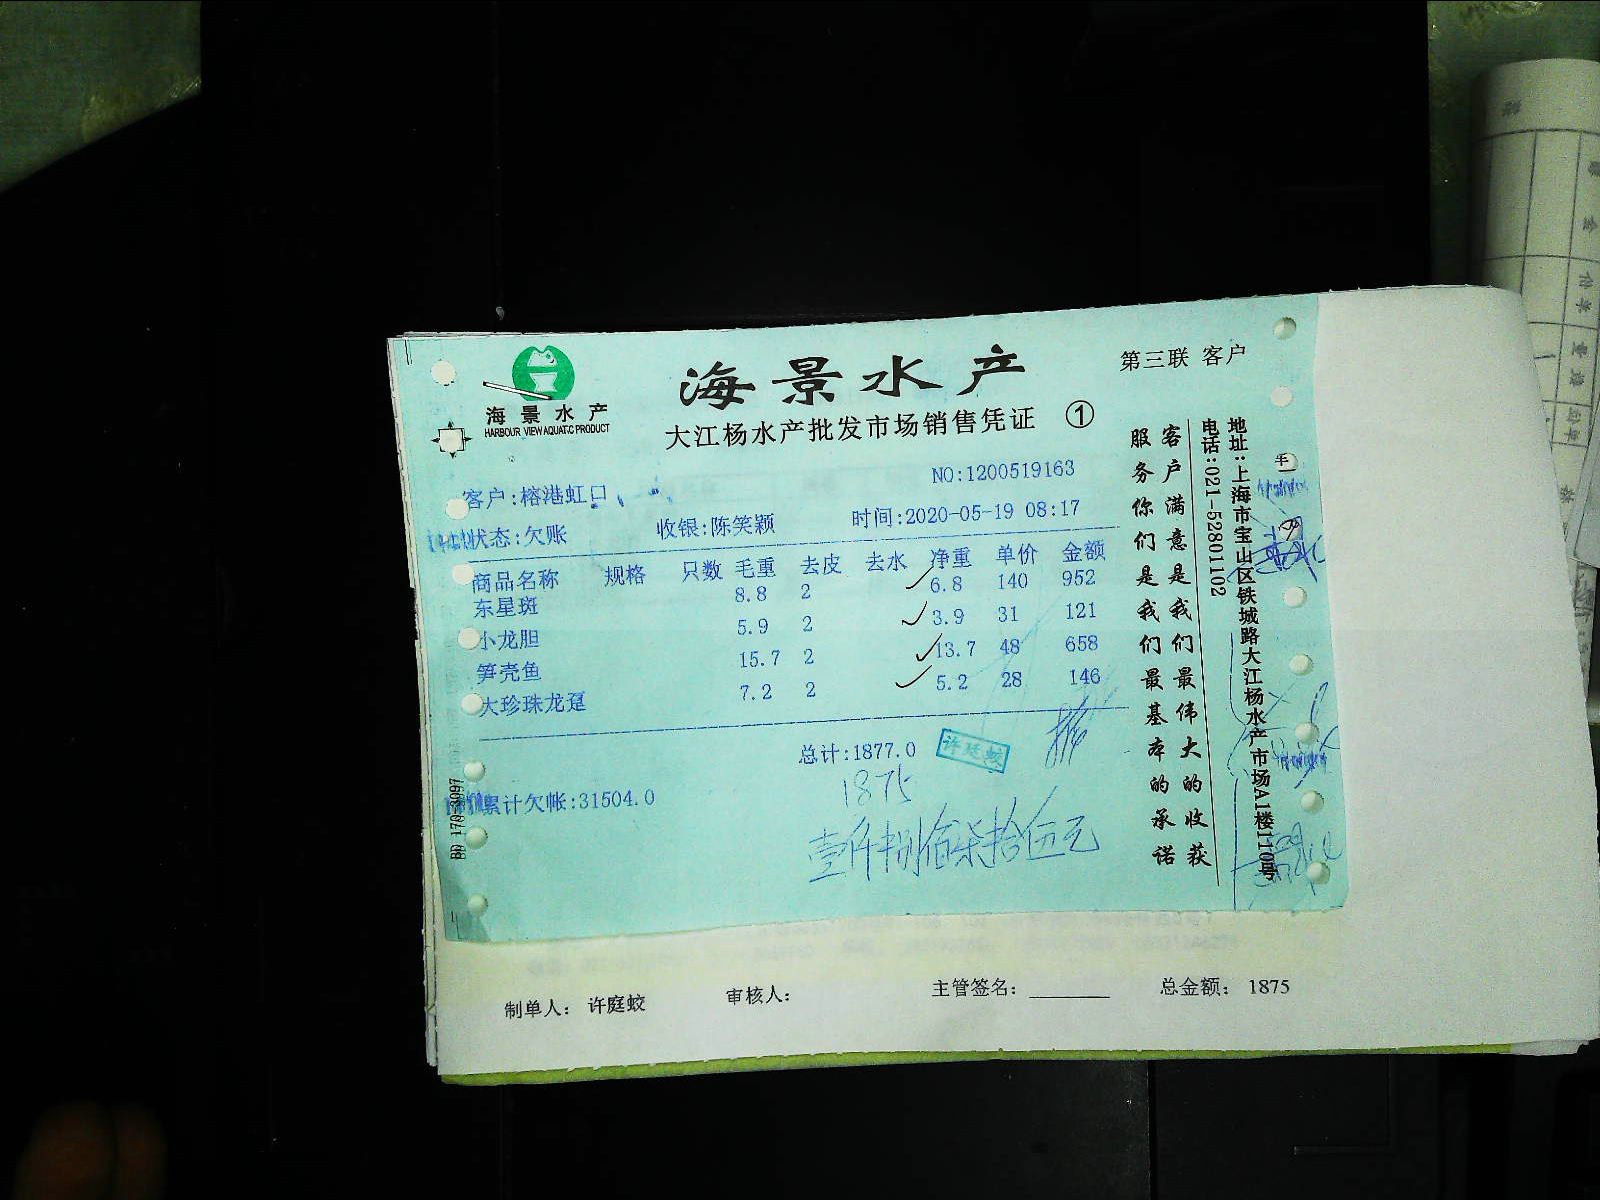 海景水产
HARBOUR VIEW AQUATIC PRODUCT
海景水产
大江杨水产批发市场销售凭证 ①
第三联 客户
NO:1200519163
客户:榕港虹口
状态:欠账 收银:陈笑颖 时间:2020-05-19 08:17
商品名称 规格 只数 毛重 去皮 去水 净重 单价 金额
东星斑 8.8 2 6.8 140 952
小龙胆 5.9 2 3.9 31 121
笋壳鱼 15.7 2 13.7 48 658
大珍珠龙趸 7.2 2 5.2 28 146
总计:1877.0
许廷蛟
1875
累计欠帐:31504.0
壹仟捌佰柒拾伍元
客户满意是我们最伟大的收获
服务你们是我们最基本的承诺
地址:上海市宝山区铁城路大江杨水产市场A1楼110号
电话:021-52801102
制单人: 许庭蛟 审核人: 主管签名: 总金额: 1875